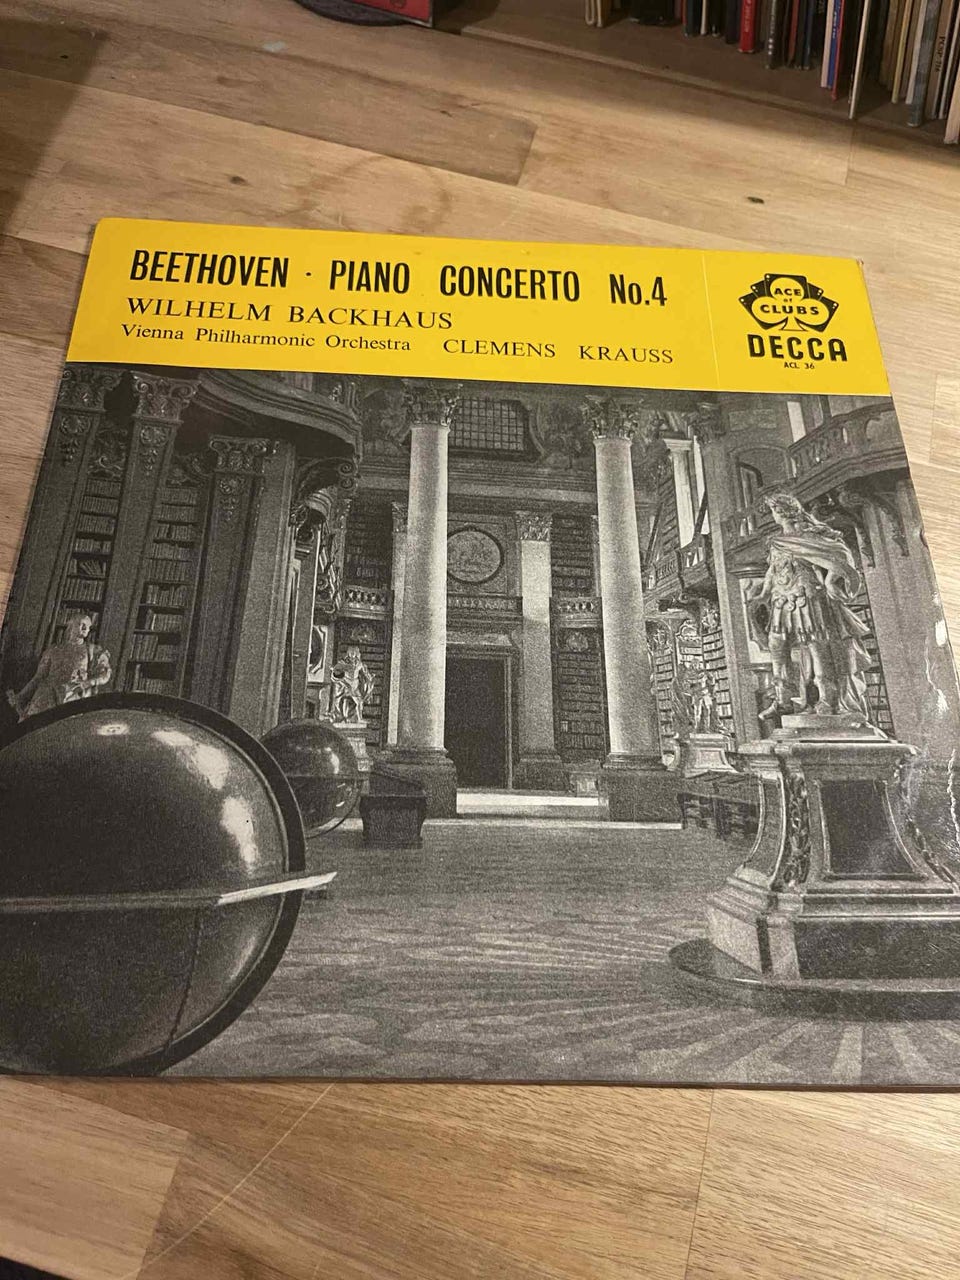 BEETHOVEN · PIANO CONCERTO No.4
WILHELM BACKHAUS
Vienna Philharmonic Orchestra CLEMENS KRAUSS
ACE
OF
CLUBS
DECCA
ACL 36